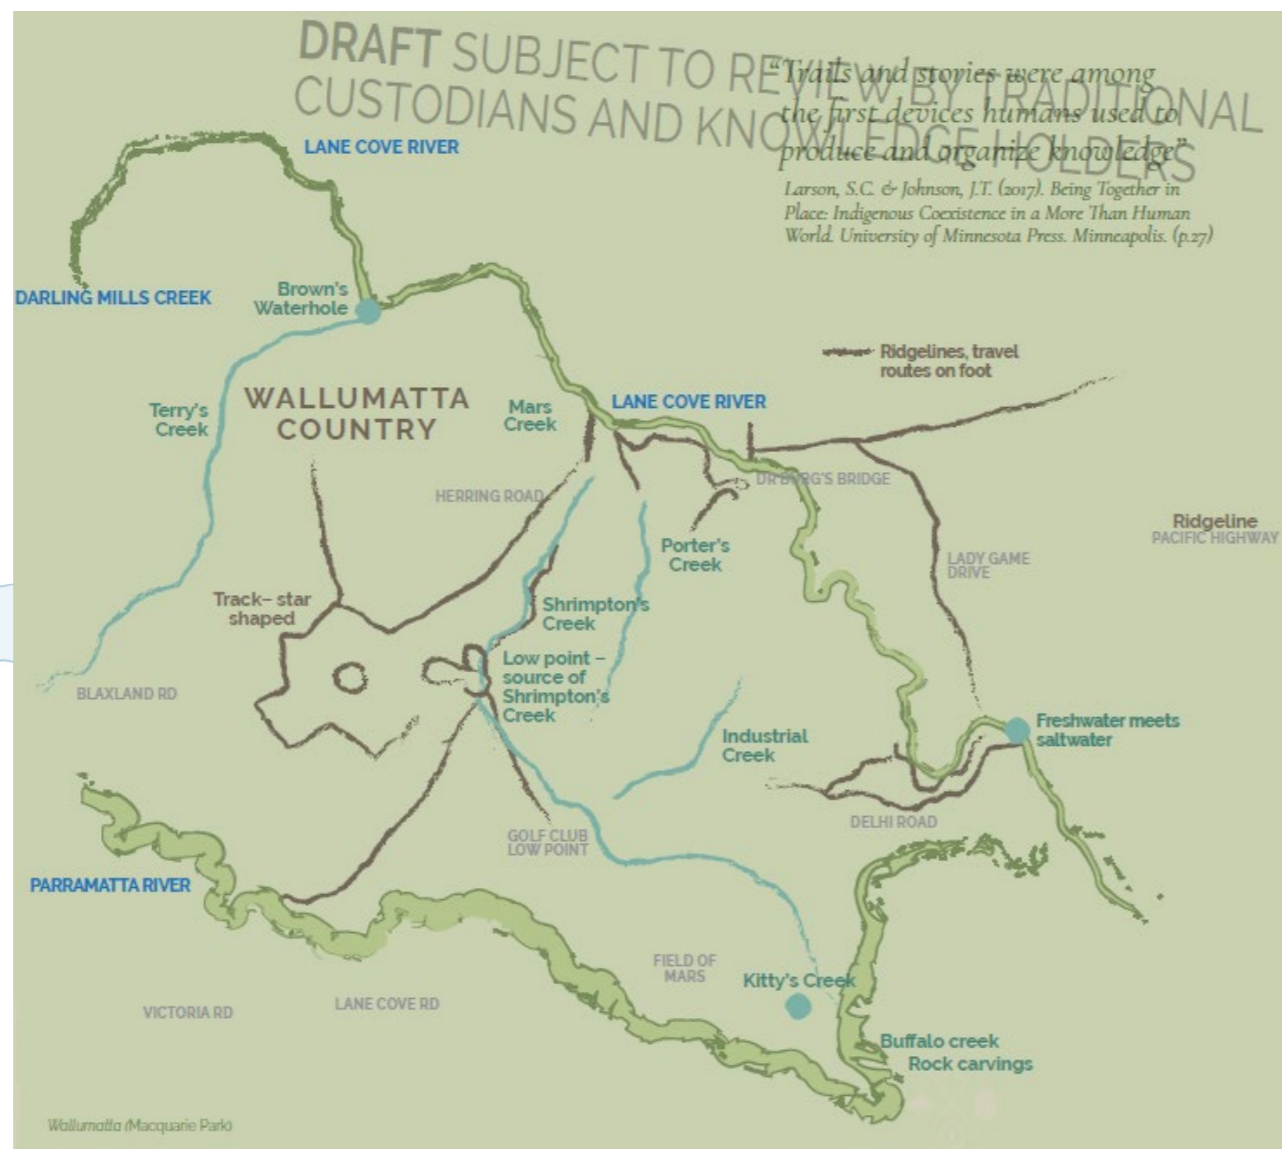 DRAFT SUBJECT TO REVIEW BY TRADITIONAL
CUSTODIANS AND KNOWLEDGE HOLDERS
“Trails and stories were among
the first devices humans used to
produce and organize knowledge”
Larson, S.C. & Johnson, J.T. (2017). Being Together in
Place: Indigenous Coexistence in a More Than Human
World. University of Minnesota Press. Minneapolis. (p.27)
LANE COVE RIVER
DARLING MILLS CREEK
Brown's
Waterhole
Ridgelines, travel
routes on foot
WALLUMATTA
COUNTRY
Terry's
Creek
Mars
Creek
LANE COVE RIVER
HERRING ROAD
DR BURG'S BRIDGE
Ridgeline
PACIFIC HIGHWAY
Porter's
Creek
LADY GAME
DRIVE
Track– star
shaped
Shrimpton's
Creek
Low point –
source of
Shrimpton's
Creek
BLAXLAND RD
Industrial
Creek
Freshwater meets
saltwater
GOLF CLUB
LOW POINT
DELHI ROAD
PARRAMATTA RIVER
FIELD OF
MARS
Kitty's Creek
VICTORIA RD
LANE COVE RD
Buffalo creek
Rock carvings
Wallumatta (Macquarie Park)